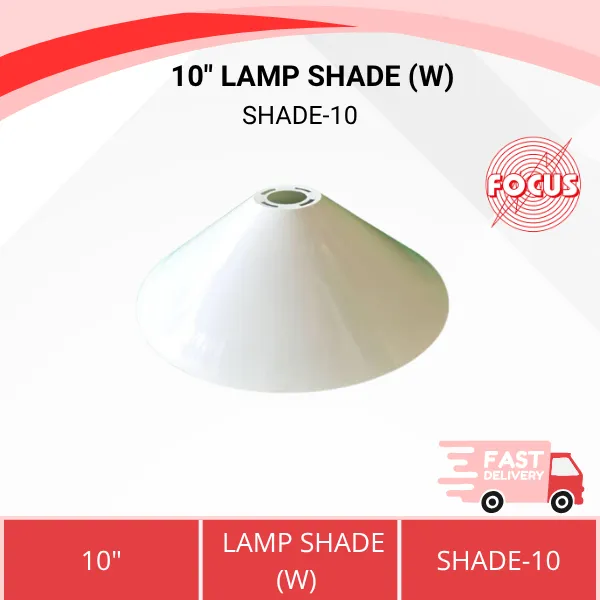 10" LAMP SHADE (W)
SHADE-10
FOCUS
FAST
DELIVERY
10"
LAMP SHADE
(W)
SHADE-10